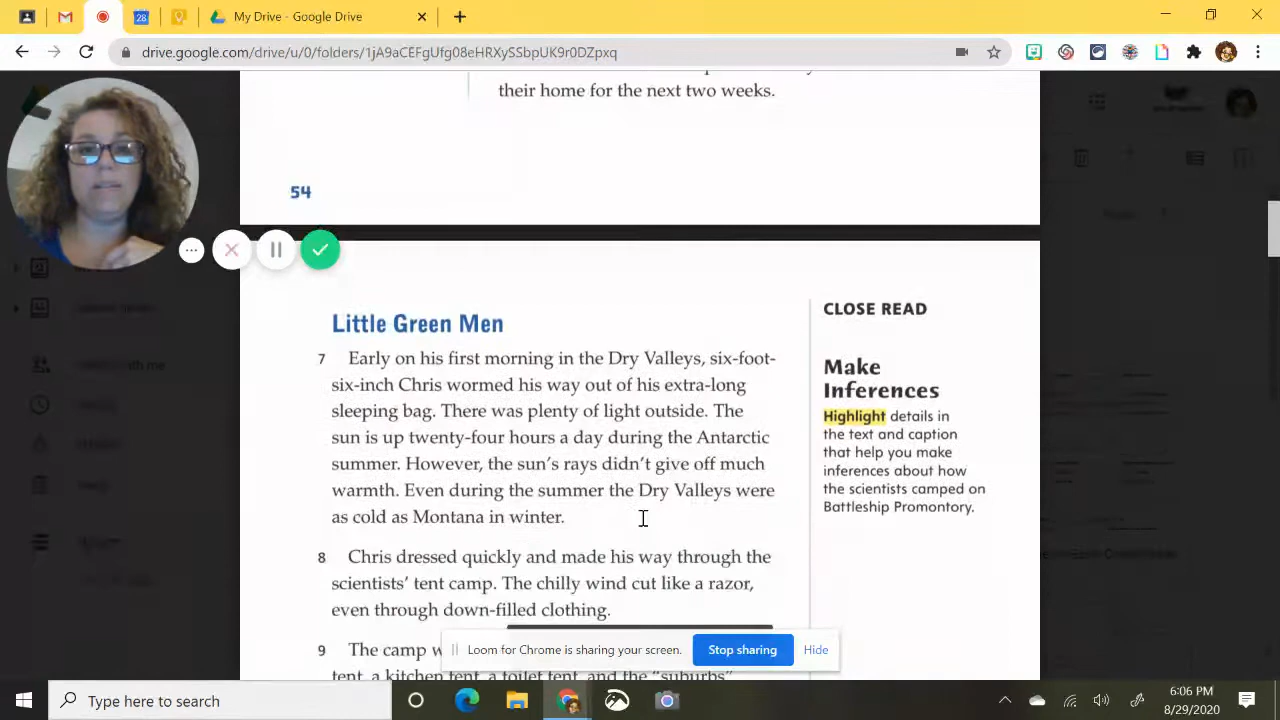 My Drive - Google Drive
drive.google.com/drive/u/0/folders/1jA9aCEFgUfg08eHRXySSbpUK9r0DZpxq
their home for the next two weeks.
54
Little Green Men
7 Early on his first morning in the Dry Valleys, six-foot-
six-inch Chris wormed his way out of his extra-long
sleeping bag. There was plenty of light outside. The
sun is up twenty-four hours a day during the Antarctic
summer. However, the sun's rays didn't give off much
warmth. Even during the summer the Dry Valleys were
as cold as Montana in winter.
8 Chris dressed quickly and made his way through the
scientists' tent camp. The chilly wind cut like a razor,
even through down-filled clothing.
9 The camp
tent, a kitchen tent, a toilet tent, and the "suburbs"
CLOSE READ
Make
Inferences
Highlight details in
the text and caption
that help you make
inferences about how
the scientists camped on
Battleship Promontory.
Loom for Chrome is sharing your screen.
Stop sharing
Hide
Type here to search
6:06 PM
8/29/2020